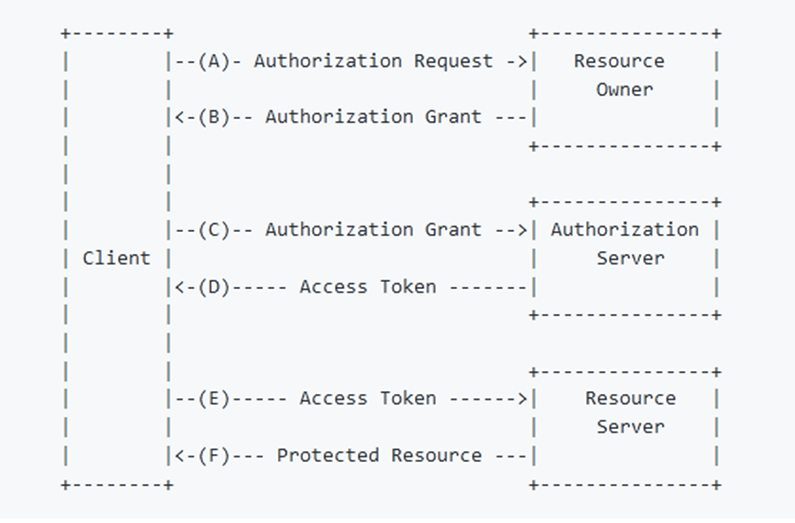 +--------+                               +---------------+
|        |--(A)- Authorization Request ->|   Resource    |
|        |                               |     Owner     |
|        |<-(B)-- Authorization Grant ---|               |
|        |                               +---------------+
|        |
|        |                               +---------------+
|        |--(C)-- Authorization Grant -->| Authorization |
| Client |                               |     Server    |
|        |<-(D)----- Access Token -------|               |
|        |                               +---------------+
|        |
|        |                               +---------------+
|        |--(E)----- Access Token ------>|    Resource   |
|        |                               |     Server    |
|        |<-(F)--- Protected Resource ---|               |
+--------+                               +---------------+